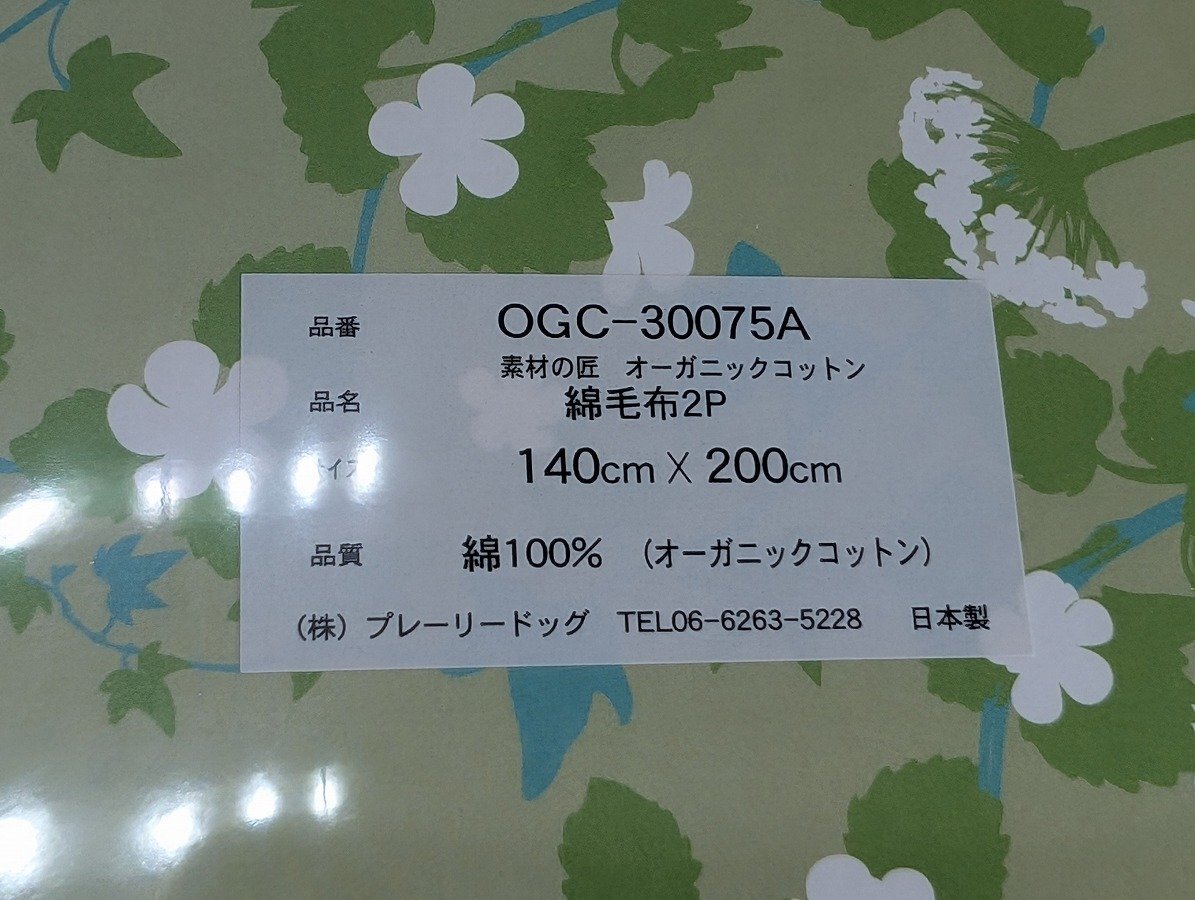 品番 OGC-30075A
素材の匠 オーガニックコットン
品名 綿毛布2P
サイズ 140cm X 200cm
品質 綿100% (オーガニックコットン)
(株) プレーリードッグ TEL06-6263-5228 日本製